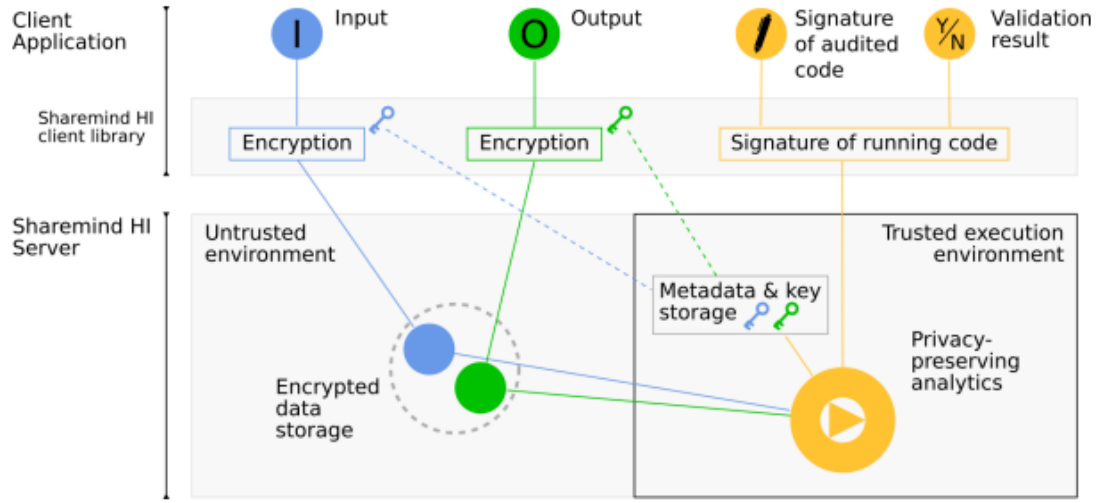 Client
Application
I
Input
O
Output
Signature
of audited
code
Y/N
Validation
result
Sharemind HI
client library
Encryption
Encryption
Signature of running code
Sharemind HI
Server
Untrusted
environment
Trusted execution
environment
Metadata & key
storage
Privacy-
preserving
analytics
Encrypted
data
storage